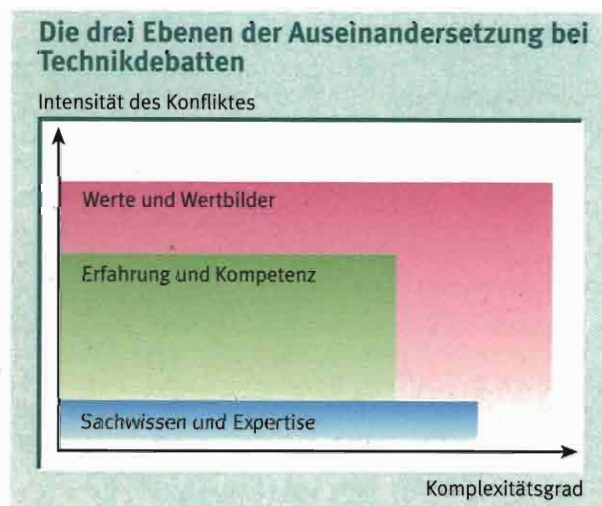 Die drei Ebenen der Auseinandersetzung bei
Technikdebatten
Intensität des Konfliktes
Werte und Wertbilder
Erfahrung und Kompetenz
Sachwissen und Expertise
Komplexitätsgrad